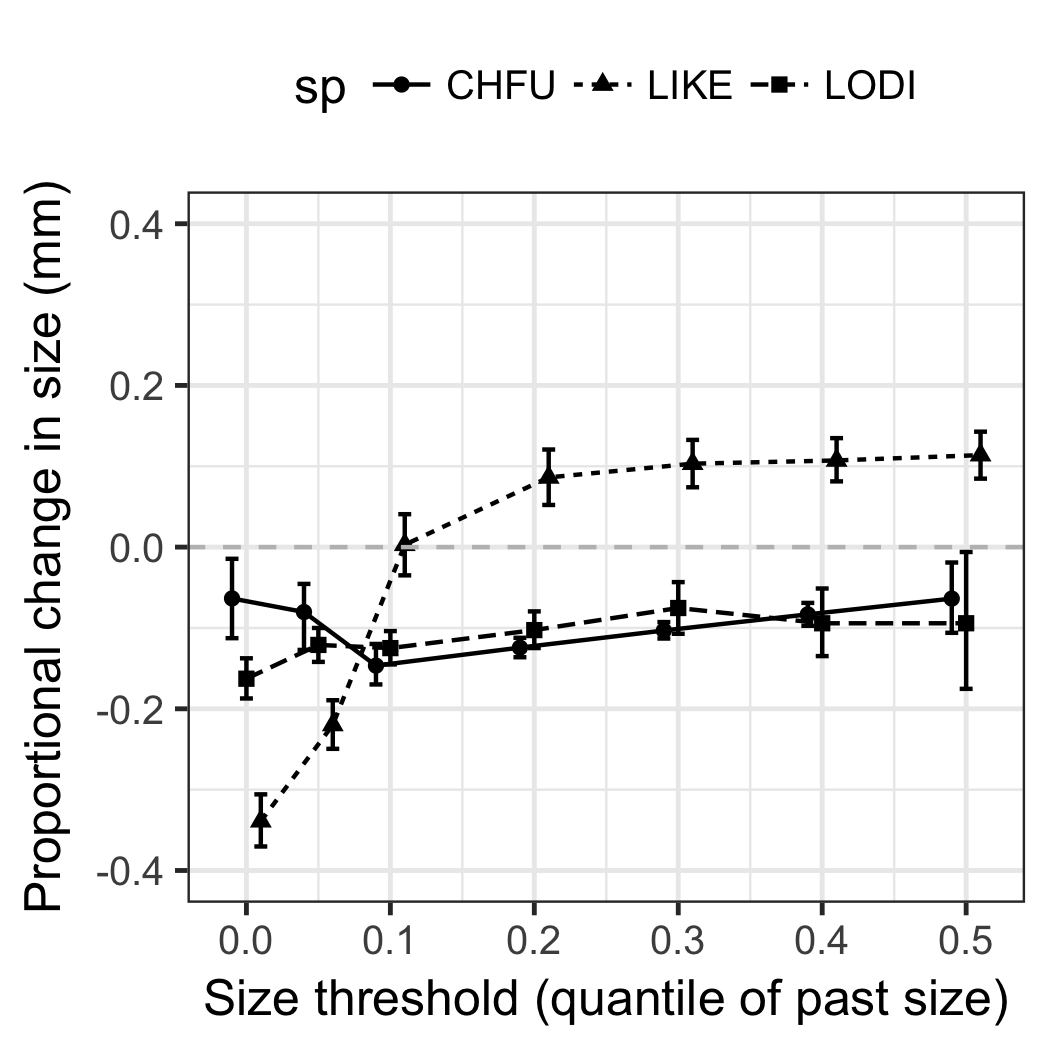 sp CHFU LIKE LODI
Proportional change in size (mm)
0.4
0.2
0.0
-0.2
-0.4
0.0 0.1 0.2 0.3 0.4 0.5
Size threshold (quantile of past size)